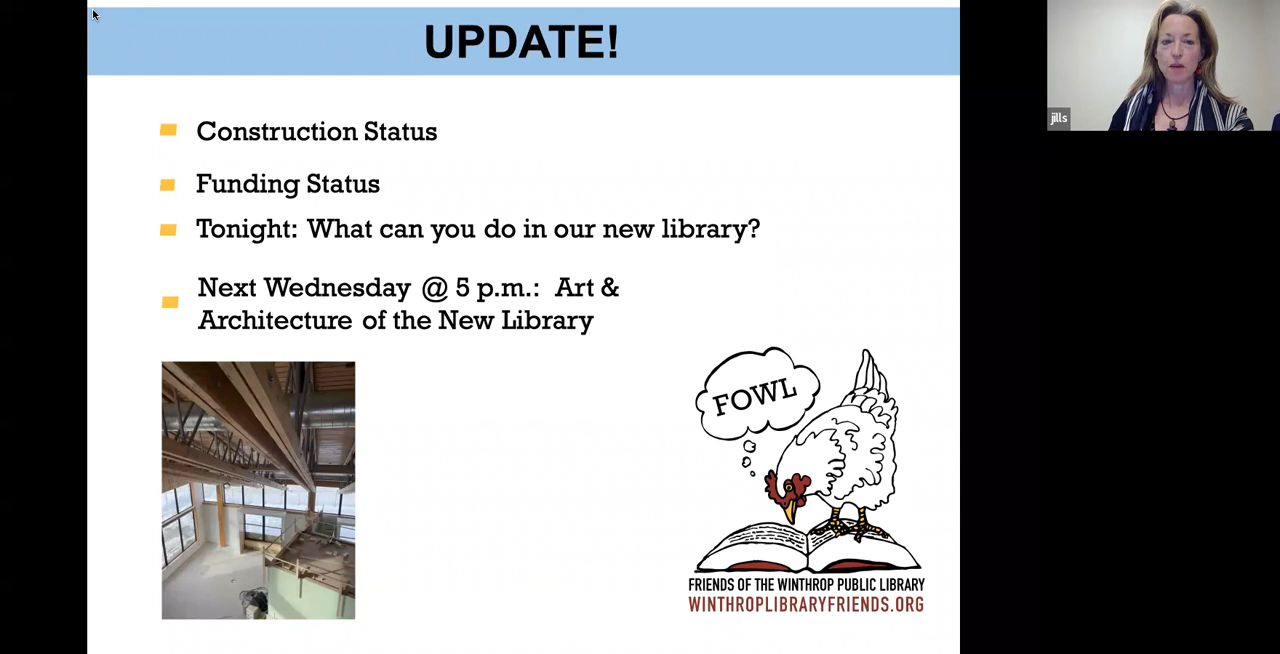 UPDATE!
jills
Construction Status
Funding Status
Tonight: What can you do in our new library?
Next Wednesday @ 5 p.m.: Art &
Architecture of the New Library
FOWL
FRIENDS OF THE WINTHROP PUBLIC LIBRARY
WINTHROPLIBRARYFRIENDS.ORG